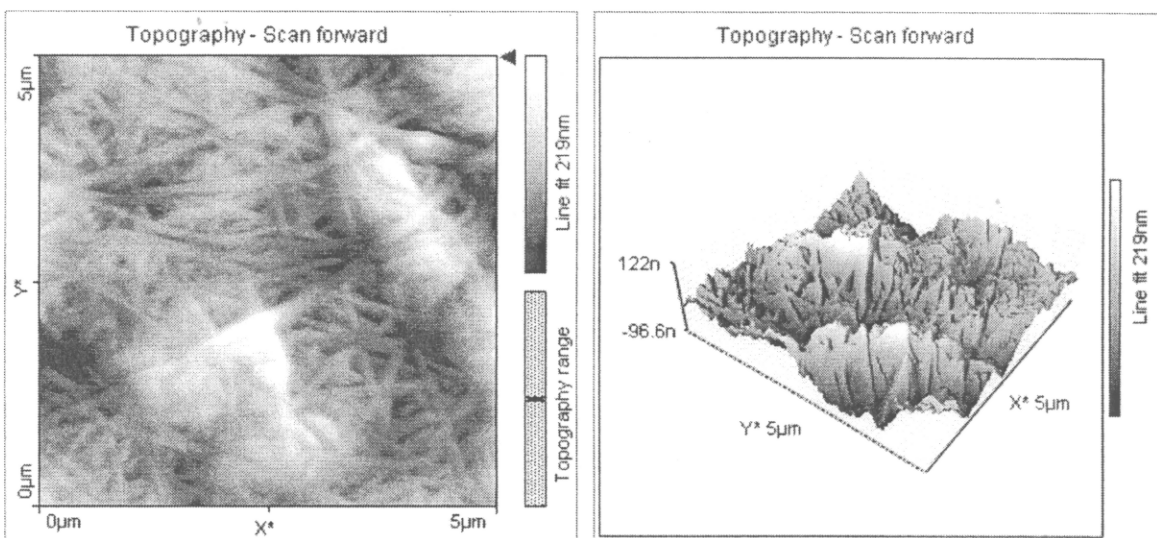 Topography - Scan forward
5µm
Y*
0µm
0µm
X*
5µm
Line fit 219nm
Topography range
Topography - Scan forward
122n
-96.6n
Y* 5µm
X* 5µm
Line fit 219nm